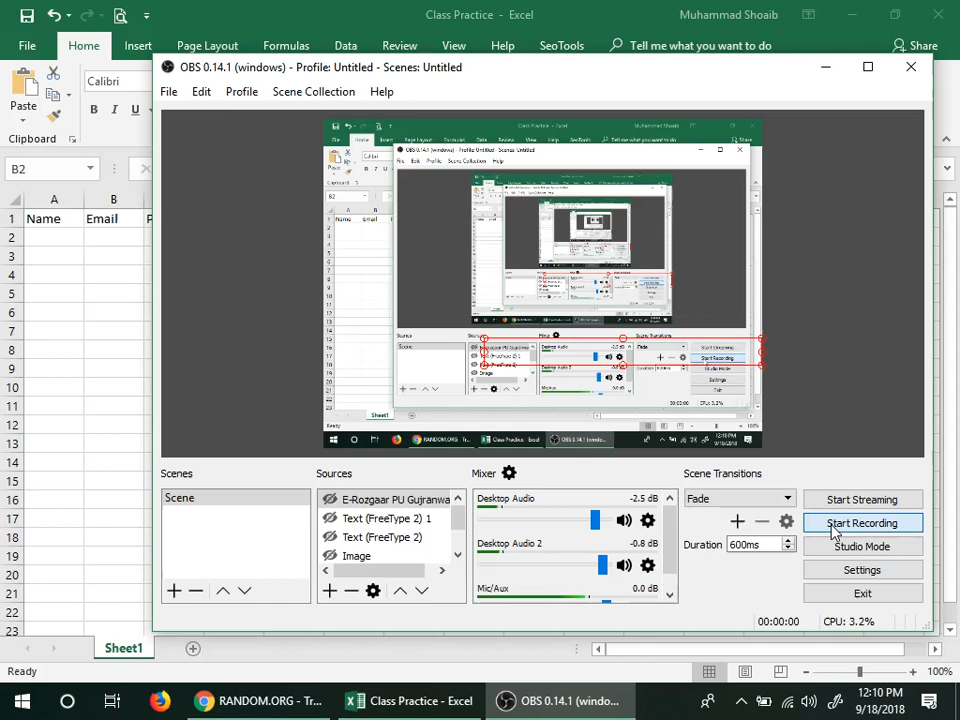 Class Practice - Excel
Muhammad Shoaib
File Home Insert Page Layout Formulas Data Review View Help SeoTools Tell me what you want to do Share
Paste
Calibri
B I U
Clipboard
B2
A B
1 Name Email P
2
3
4
5
6
7
8
9
10
11
12
13
14
15
16
17
18
19
20
21
22
23
OBS 0.14.1 (windows) - Profile: Untitled - Scenes: Untitled
File Edit Profile Scene Collection Help
Scenes
Scene
Sources
E-Rozgaar PU Gujranwa
Text (FreeType 2) 1
Text (FreeType 2)
Image
Mixer
Desktop Audio -2.5 dB
Desktop Audio 2 -0.8 dB
Mic/Aux 0.0 dB
Scene Transitions
Fade
Duration 600ms
Start Streaming
Start Recording
Studio Mode
Settings
Exit
00:00:00 CPU: 3.2%
Sheet1
Ready
100%
RANDOM.ORG - Tr...
Class Practice - Excel
OBS 0.14.1 (windo...
12:10 PM
9/18/2018